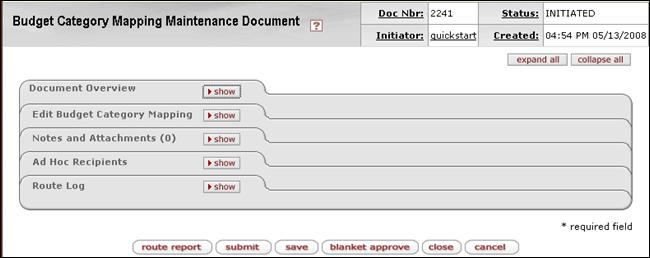 Budget Category Mapping Maintenance Document ?
Doc Nbr: 2241 Status: INITIATED
Initiator: quickstart Created: 04:54 PM 05/13/2008
expand all collapse all
Document Overview show
Edit Budget Category Mapping show
Notes and Attachments (0) show
Ad Hoc Recipients show
Route Log show
* required field
route report submit save blanket approve close cancel